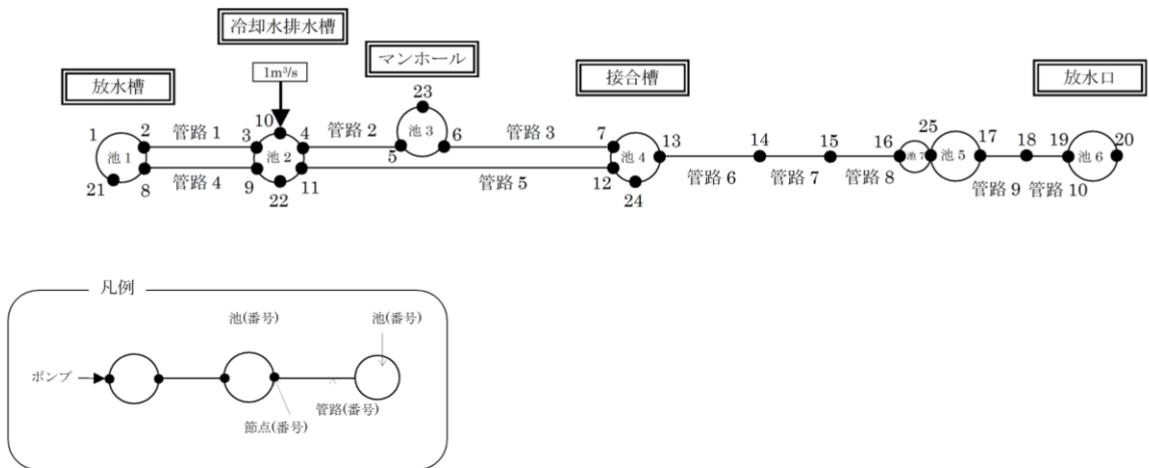 冷却水排水槽
マンホール
放水槽
1m³/s
接合槽
放水口
23
10
1
2
管路 1
3
4
管路 2
池 3
5
6
管路 3
7
13
14
15
16
25
17
18
19
20
池 1
池 2
池 4
池 7
池 5
池 6
21
8
管路 4
9
11
22
管路 5
12
24
管路 6
管路 7
管路 8
管路 9
管路 10
凡例
池(番号)
池(番号)
ポンプ
管路(番号)
節点(番号)